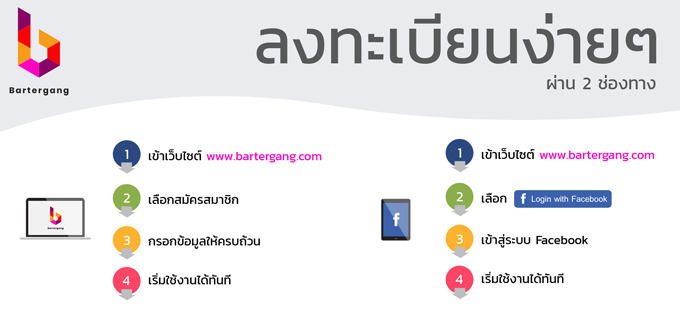 Bartergang
ลงทะเบียนง่ายๆ
ผ่าน 2 ช่องทาง
1 เข้าเว็บไซต์ www.bartergang.com
2 เลือกสมัครสมาชิก
3 กรอกข้อมูลให้ครบถ้วน
4 เริ่มใช้งานได้ทันที
bartergang
1 เข้าเว็บไซต์ www.bartergang.com
2 เลือก f Login with Facebook
3 เข้าสู่ระบบ Facebook
4 เริ่มใช้งานได้ทันที
f